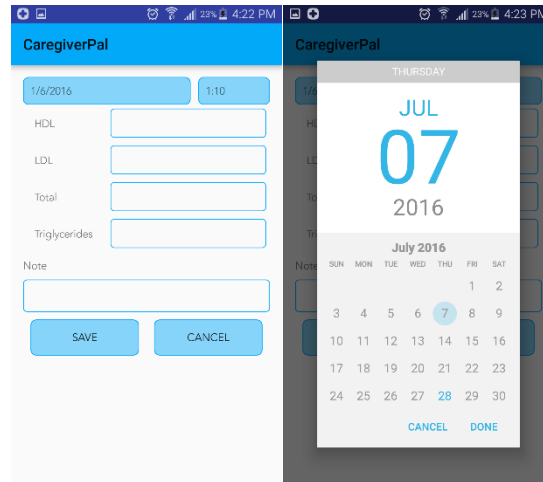 23% 4:22 PM
CaregiverPal
1/6/2016 1:10
HDL
LDL
Total
Triglycerides
Note
SAVE CANCEL
23% 4:23 PM
CaregiverPal
THURSDAY
1/6
JUL
07
2016
July 2016
SUN MON TUE WED THU FRI SAT
1 2
3 4 5 6 7 8 9
10 11 12 13 14 15 16
17 18 19 20 21 22 23
24 25 26 27 28 29 30
CANCEL DONE
Note